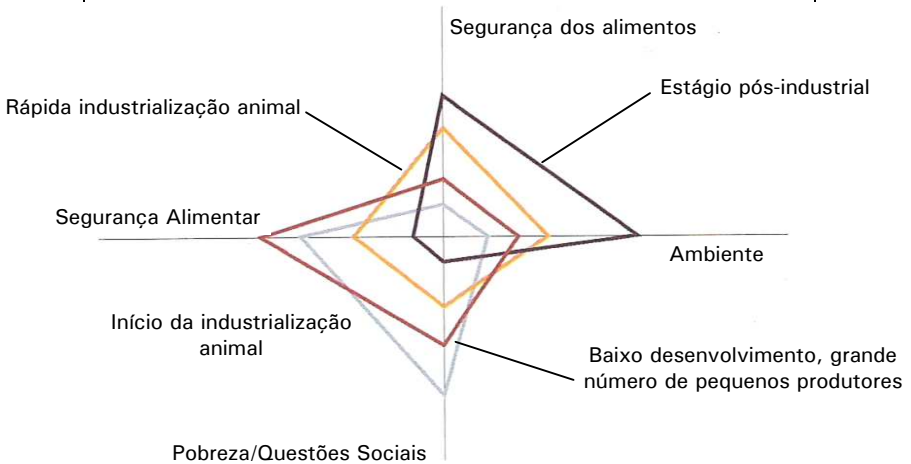 Segurança dos alimentos
Estágio pós-industrial
Rápida industrialização animal
Segurança Alimentar
Ambiente
Início da industrialização
animal
Baixo desenvolvimento, grande
número de pequenos produtores
Pobreza/Questões Sociais